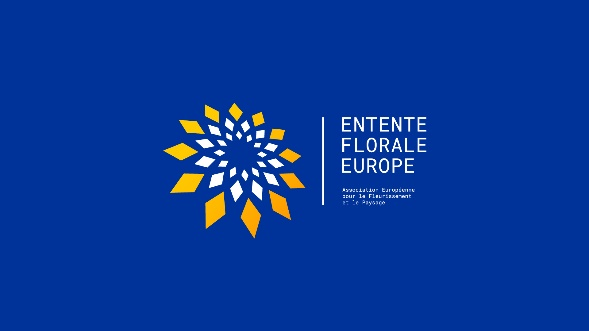 ENTENTE
FLORALE
EUROPE
Association Européenne
pour le Fleurissement
et le Paysage